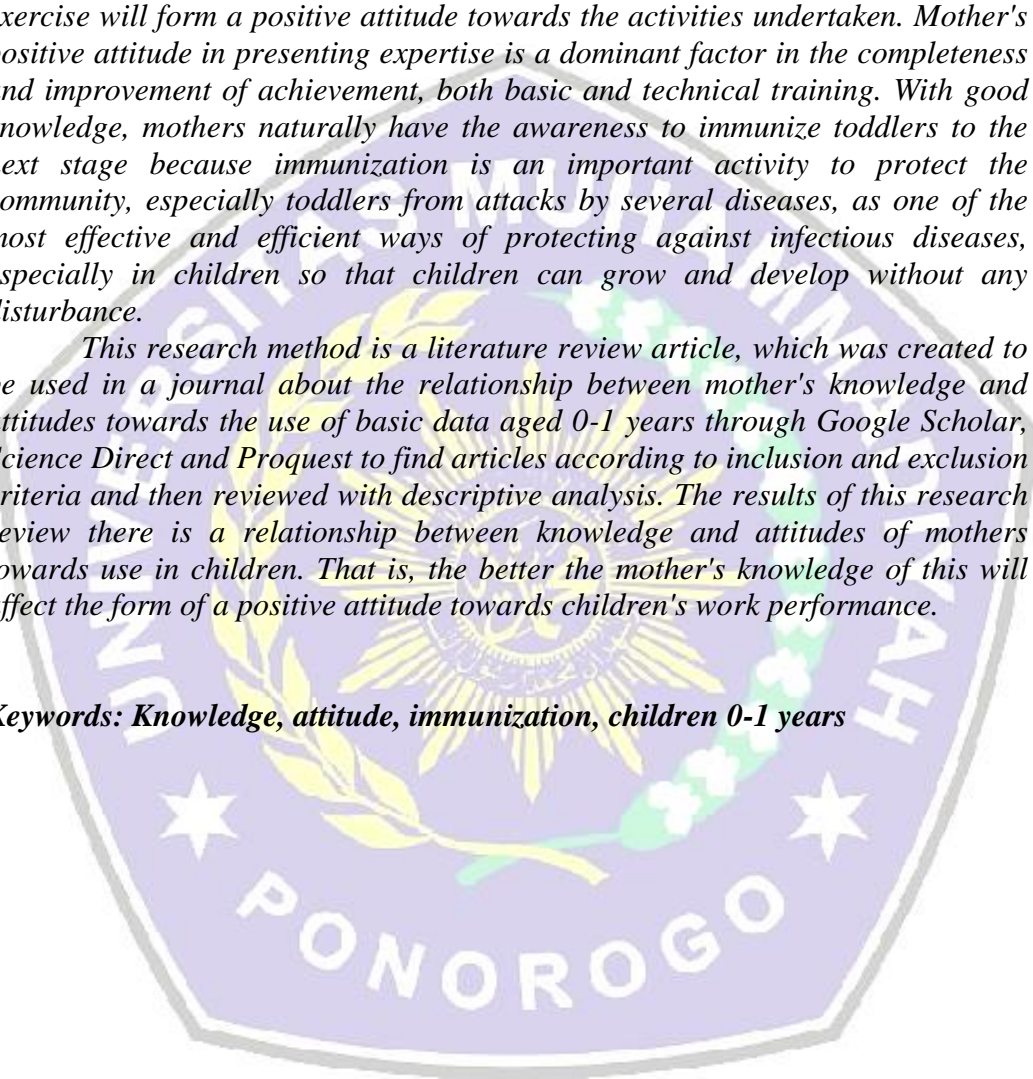 exercise will form a positive attitude towards the activities undertaken. Mother's
positive attitude in presenting expertise is a dominant factor in the completeness
and improvement of achievement, both basic and technical training. With good
knowledge, mothers naturally have the awareness to immunize toddlers to the
next stage because immunization is an important activity to protect the
community, especially toddlers from attacks by several diseases, as one of the
most effective and efficient ways of protecting against infectious diseases,
especially in children so that children can grow and develop without any
disturbance.
This research method is a literature review article, which was created to
be used in a journal about the relationship between mother's knowledge and
attitudes towards the use of basic data aged 0-1 years through Google Scholar,
Science Direct and Proquest to find articles according to inclusion and exclusion
criteria and then reviewed with descriptive analysis. The results of this research
review there is a relationship between knowledge and attitudes of mothers
towards use in children. That is, the better the mother's knowledge of this will
affect the form of a positive attitude towards children's work performance.
Keywords: Knowledge, attitude, immunization, children 0-1 years
UNIVERSITAS MUHAMMADIYAH
PONOROGO